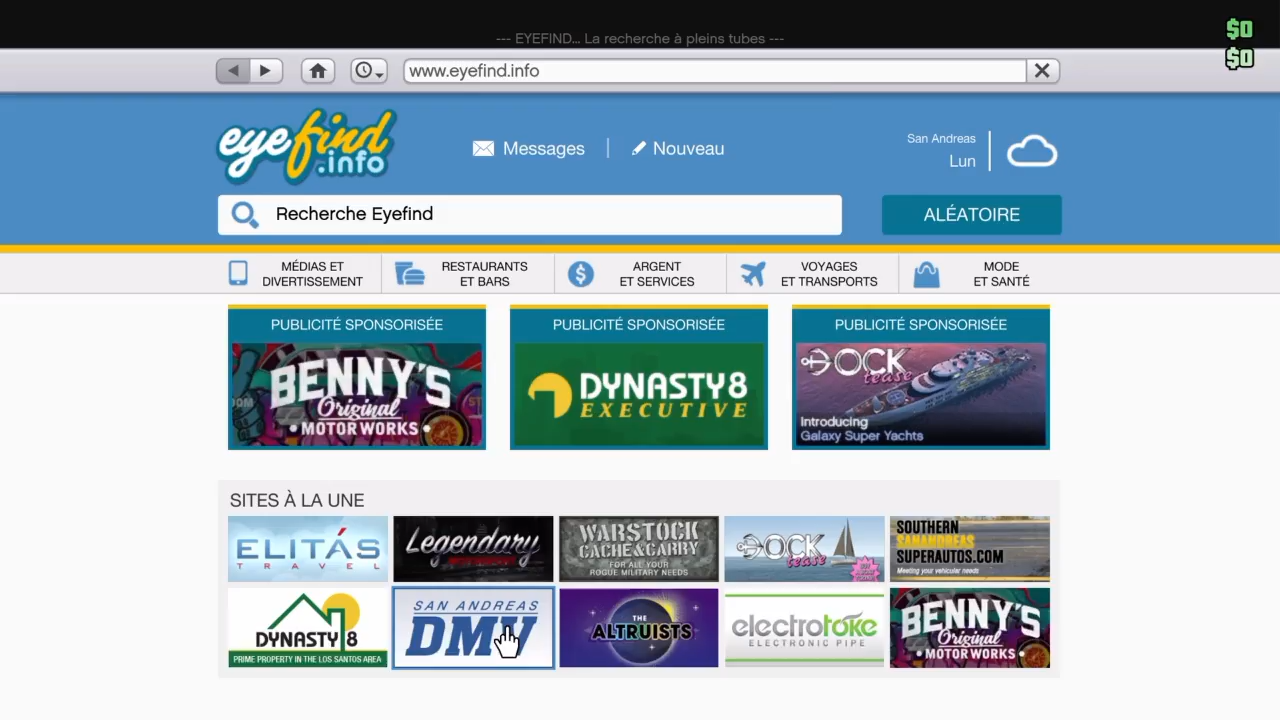 --- EYEFIND... La recherche à pleins tubes ---
$0
$0
www.eyefind.info
eyefind
.info
Messages
Nouveau
San Andreas
Lun
Recherche Eyefind
ALÉATOIRE
MÉDIAS ET
DIVERTISSEMENT
RESTAURANTS
ET BARS
ARGENT
ET SERVICES
VOYAGES
ET TRANSPORTS
MODE
ET SANTÉ
PUBLICITÉ SPONSORISÉE
BENNY'S
Original
MOTOR WORKS
PUBLICITÉ SPONSORISÉE
DYNASTY 8
EXECUTIVE
PUBLICITÉ SPONSORISÉE
DOCK
tease
Introducing
Galaxy Super Yachts
SITES À LA UNE
ELITÁS
TRAVEL
Legendary
WARSTOCK
CACHE & CARRY
FOR ALL YOUR
ROGUE MILITARY NEEDS
DOCK
tease
SOUTHERN
SANANDREAS
SUPERAUTOS.COM
Meeting your vehicular needs
DYNASTY 8
PRIME PROPERTY IN THE LOS SANTOS AREA
SAN ANDREAS
DMV
THE
ALTRUISTS
electrotoke
ELECTRONIC PIPE
BENNY'S
Original
MOTOR WORKS